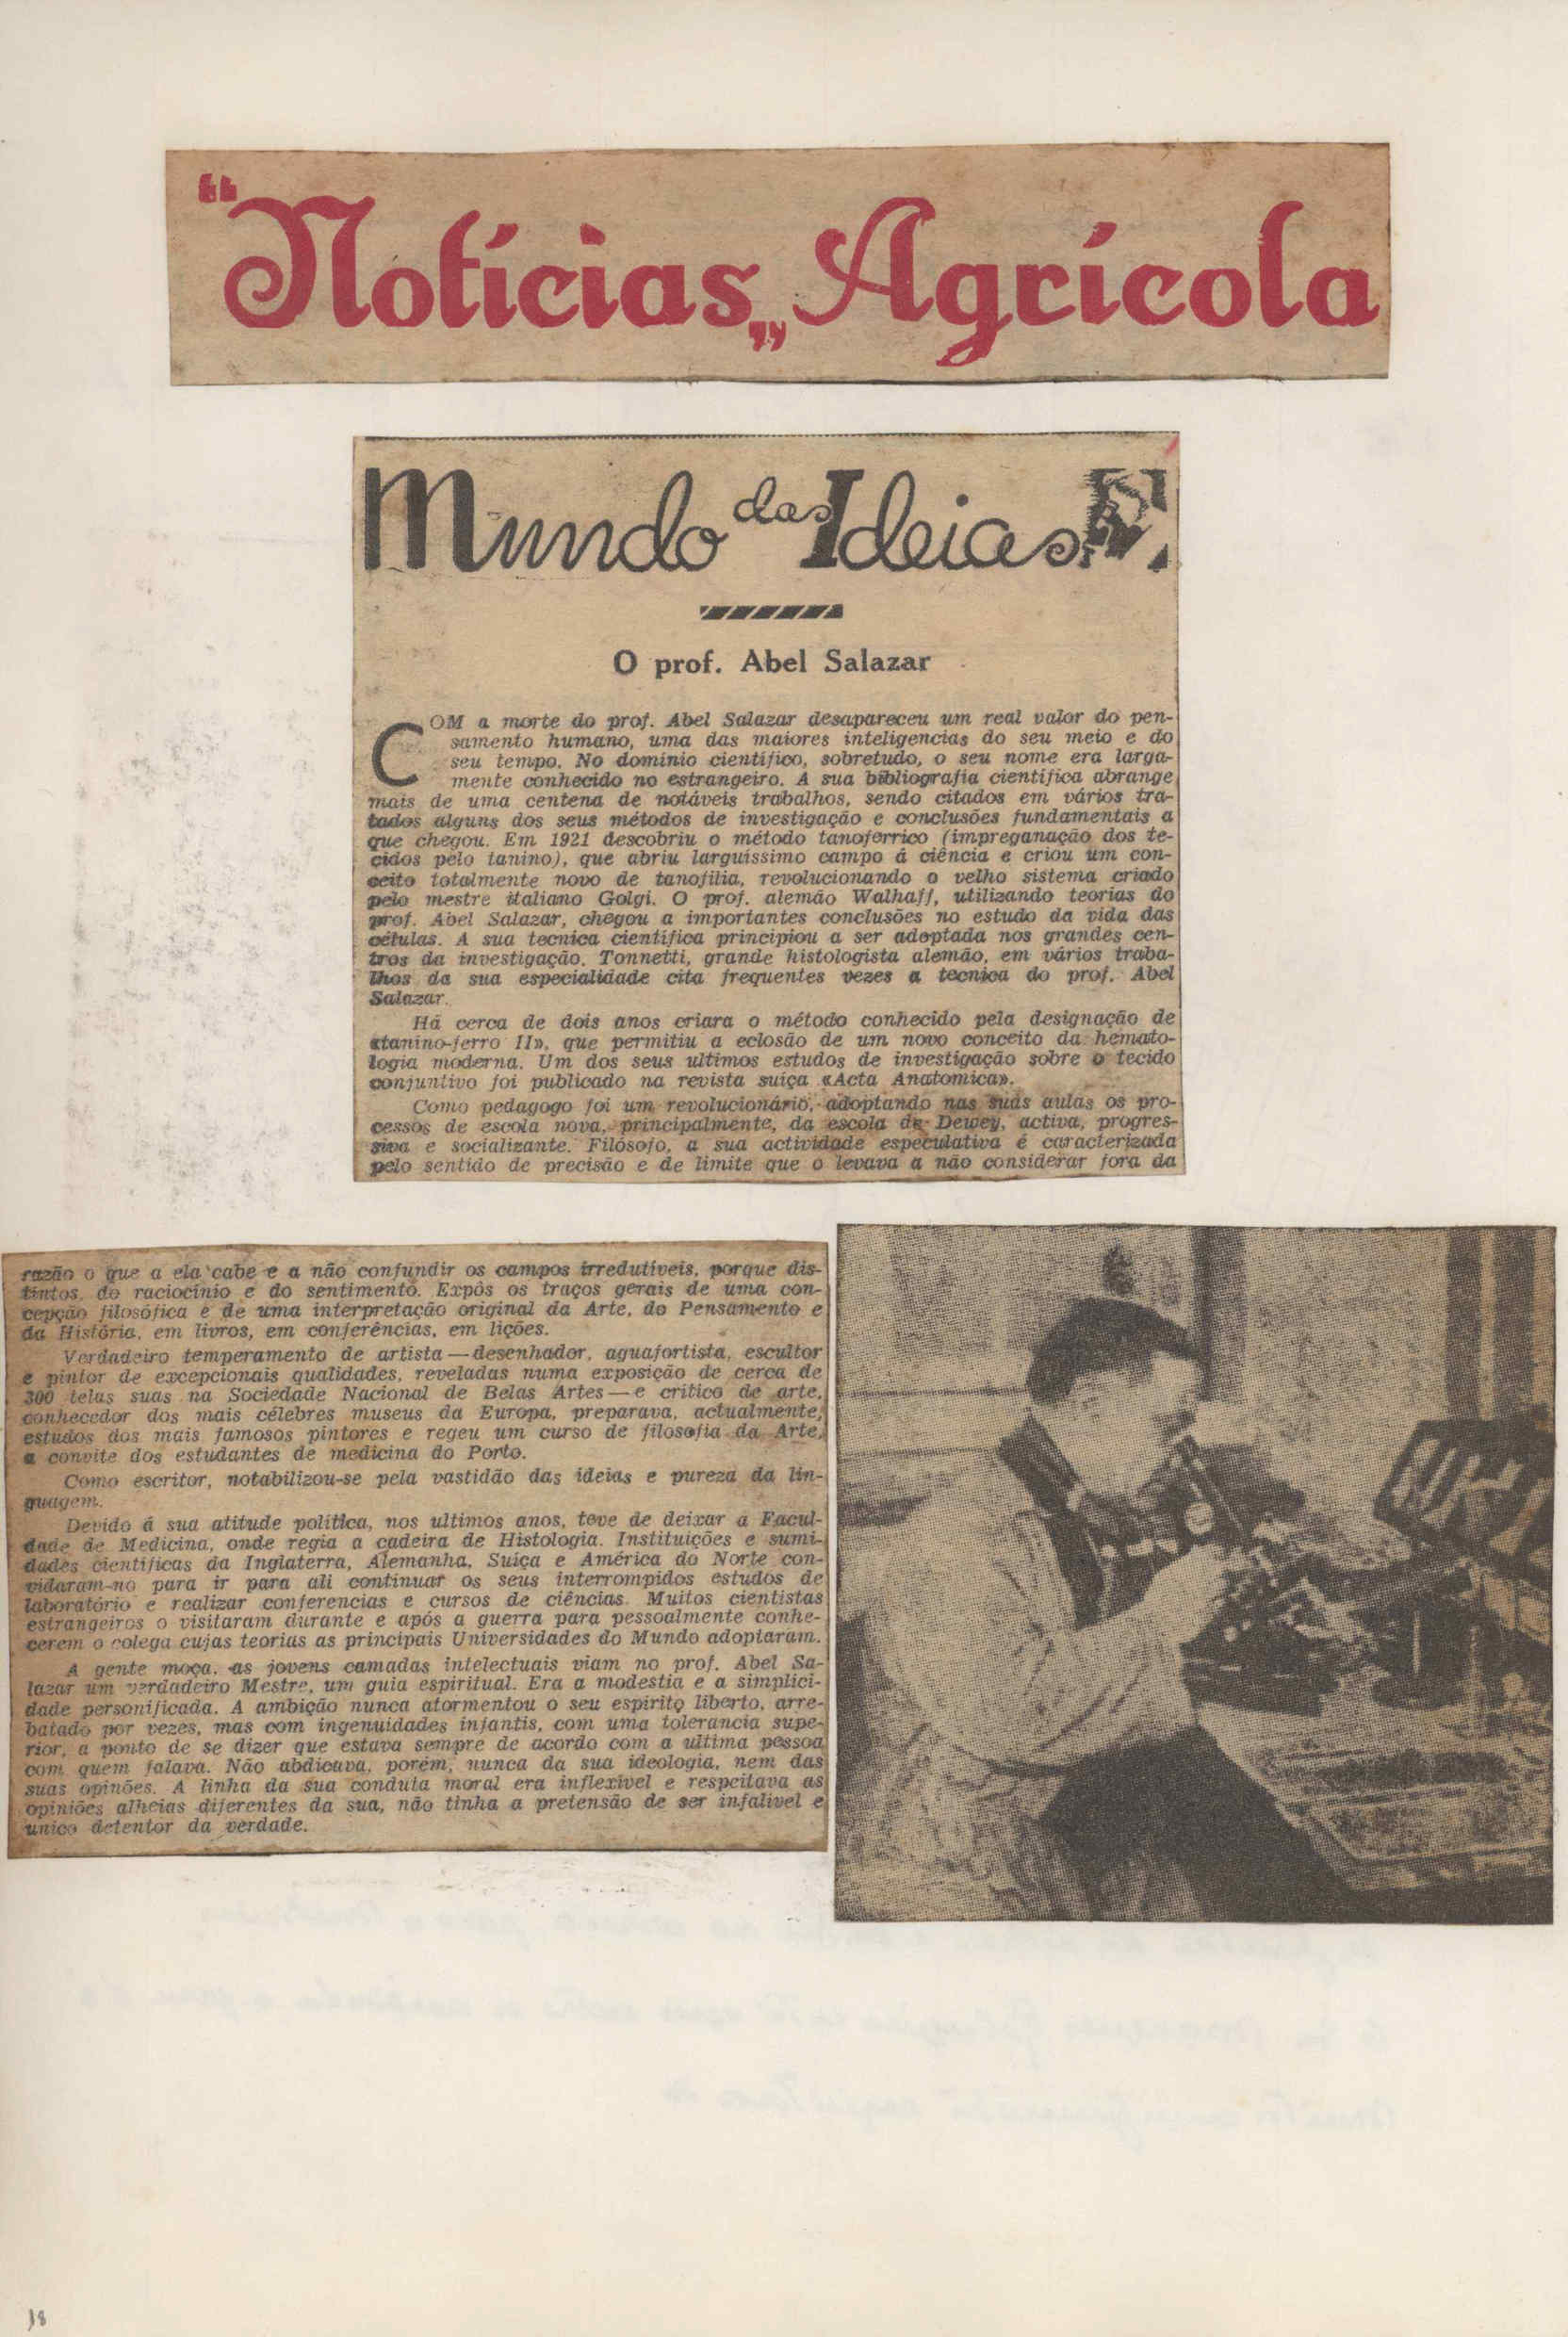 "Notícias„ Agrícola
Mundo das Ideias
O prof. Abel Salazar
COM a morte do prof. Abel Salazar desapareceu um real valor do pen-
samento humano, uma das maiores inteligencias do seu meio e do
seu tempo. No dominio cientifico, sobretudo, o seu nome era larga-
mente conhecido no estrangeiro. A sua bibliografia cientifica abrange
mais de uma centena de notáveis trabalhos, sendo citados em vários tra-
tados alguns dos seus métodos de investigação e conclusões fundamentais a
que chegou. Em 1921 descobriu o método tanoferrico (impreganação dos te-
cidos pelo tanino), que abriu larguissimo campo á ciência e criou um con-
ceito totalmente novo de tanofilia, revolucionando o velho sistema criado
pelo mestre italiano Golgi. O prof. alemão Walhaff, utilizando teorias do
prof. Abel Salazar, chegou a importantes conclusões no estudo da vida das
células. A sua tecnica cientifica principiou a ser adoptada nos grandes cen-
tros da investigação. Tonnetti, grande histologista alemão, em vários traba-
lhos da sua especialidade cita frequentes vezes a tecnica do prof. Abel
Salazar.
Há cerca de dois anos criara o método conhecido pela designação de
«tanino-ferro II», que permitiu a eclosão de um novo conceito da hemato-
logia moderna. Um dos seus ultimos estudos de investigação sobre o tecido
conjuntivo foi publicado na revista suiça «Acta Anatomica».
Como pedagogo foi um revolucionário, adoptando nas suas aulas os pro-
cessos de escola nova, principalmente, da escola de Dewey, activa, progres-
siva e socializante. Filósofo, a sua actividade especulativa é caracterizada
pelo sentido de precisão e de limite que o levava a não considerar fora da
razão o que a ela cabe e a não confundir os campos irredutíveis, porque dis-
tintos, do raciocinio e do sentimento. Expôs os traços gerais de uma con-
cepção filosófica e de uma interpretação original da Arte, do Pensamento e
da História, em livros, em conferências, em lições.
Verdadeiro temperamento de artista — desenhador, aguafortista, escultor
e pintor de excepcionais qualidades, reveladas numa exposição de cerca de
300 telas suas na Sociedade Nacional de Belas Artes — e critico de arte,
conhecedor dos mais célebres museus da Europa, preparava, actualmente,
estudos dos mais famosos pintores e regeu um curso de filosofia da Arte,
a convite dos estudantes de medicina do Porto.
Como escritor, notabilizou-se pela vastidão das ideias e pureza da lin-
guagem.
Devido á sua atitude politica, nos ultimos anos, teve de deixar a Facul-
dade de Medicina, onde regia a cadeira de Histologia. Instituições e sumi-
dades cientificas da Inglaterra, Alemanha, Suiça e América do Norte con-
vidaram-no para ir para ali continuar os seus interrompidos estudos de
laboratório e realizar conferencias e cursos de ciências. Muitos cientistas
estrangeiros o visitaram durante e após a guerra para pessoalmente conhe-
cerem o colega cujas teorias as principais Universidades do Mundo adoptaram.
A gente moça, as jovens camadas intelectuais viam no prof. Abel Sa-
lazar um verdadeiro Mestre, um guia espiritual. Era a modestia e a simplici-
dade personificada. A ambição nunca atormentou o seu espirito liberto, arre-
batado por vezes, mas com ingenuidades infantis, com uma tolerancia supe-
rior, a ponto de se dizer que estava sempre de acordo com a ultima pessoa
com quem falava. Não abdicava, porém, nunca da sua ideologia, nem das
suas opinões. A linha da sua conduta moral era inflexivel e respeitava as
opiniões alheias diferentes da sua, não tinha a pretensão de ser infalivel e
unico detentor da verdade.
18